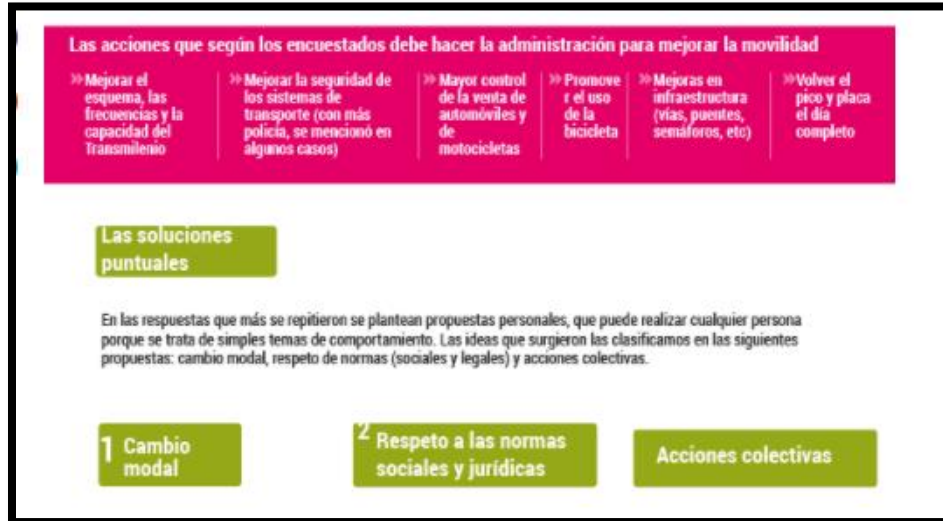 Las acciones que según los encuestados debe hacer la administración para mejorar la movilidad
»Mejorar el
esquema, las
frecuencias y la
capacidad del
Transmilenio
»Mejorar la seguridad de
los sistemas de
transporte (con más
policía, se mencionó en
algunos casos)
»Mayor control
de la venta de
automóviles y
de
motocicletas
»Promove
r el uso
de la
bicicleta
»Mejoras en
infraestructura
(vías, puentes,
semáforos, etc)
»Volver el
pico y placa
el día
completo
Las soluciones
puntuales
En las respuestas que más se repitieron se plantean propuestas personales, que puede realizar cualquier persona
porque se trata de simples temas de comportamiento. Las ideas que surgieron las clasificamos en las siguientes
propuestas: cambio modal, respeto de normas (sociales y legales) y acciones colectivas.
1 Cambio
modal
2 Respeto a las normas
sociales y jurídicas
Acciones colectivas